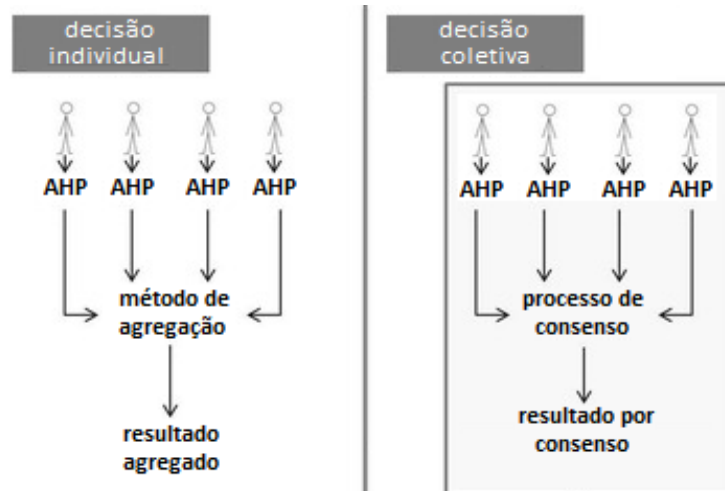 decisão
individual
AHP AHP AHP AHP
método de
agregação
resultado
agregado
decisão
coletiva
AHP AHP AHP AHP
processo de
consenso
resultado por
consenso